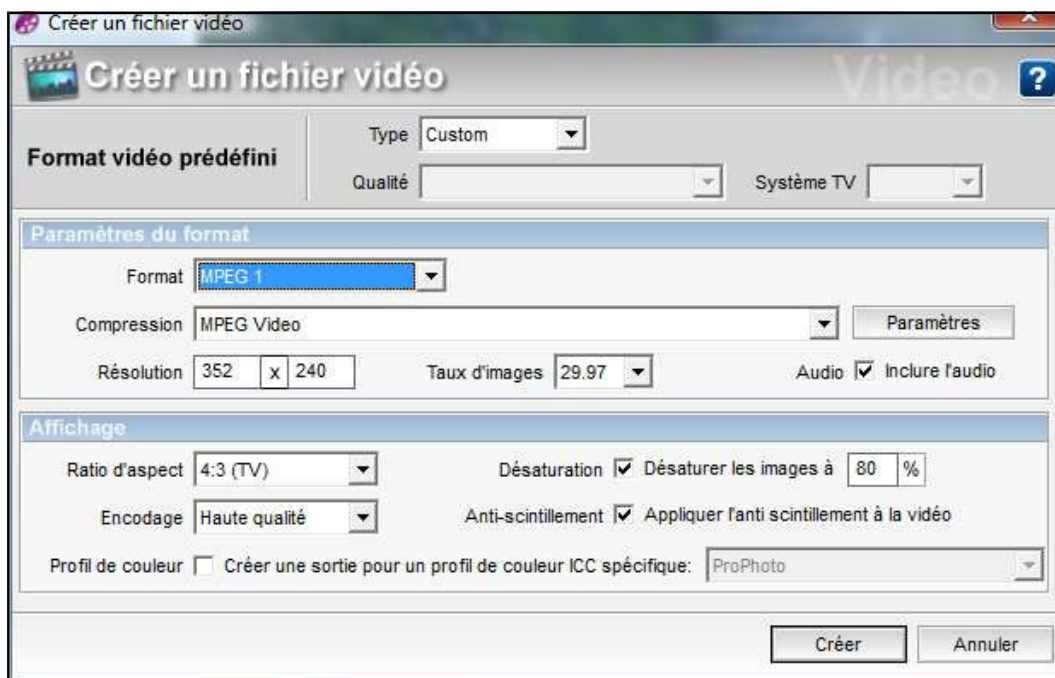 Créer un fichier vidéo
Créer un fichier vidéo Video ?
Type Custom
Format vidéo prédéfini
Qualité Système TV
Paramètres du format
Format MPEG 1
Compression MPEG Video Paramètres
Résolution 352 x 240 Taux d'images 29.97 Audio Inclure l'audio
Affichage
Ratio d'aspect 4:3 (TV) Désaturation Désaturer les images à 80 %
Encodage Haute qualité Anti-scintillement Appliquer l'anti scintillement à la vidéo
Profil de couleur Créer une sortie pour un profil de couleur ICC spécifique: ProPhoto
Créer Annuler